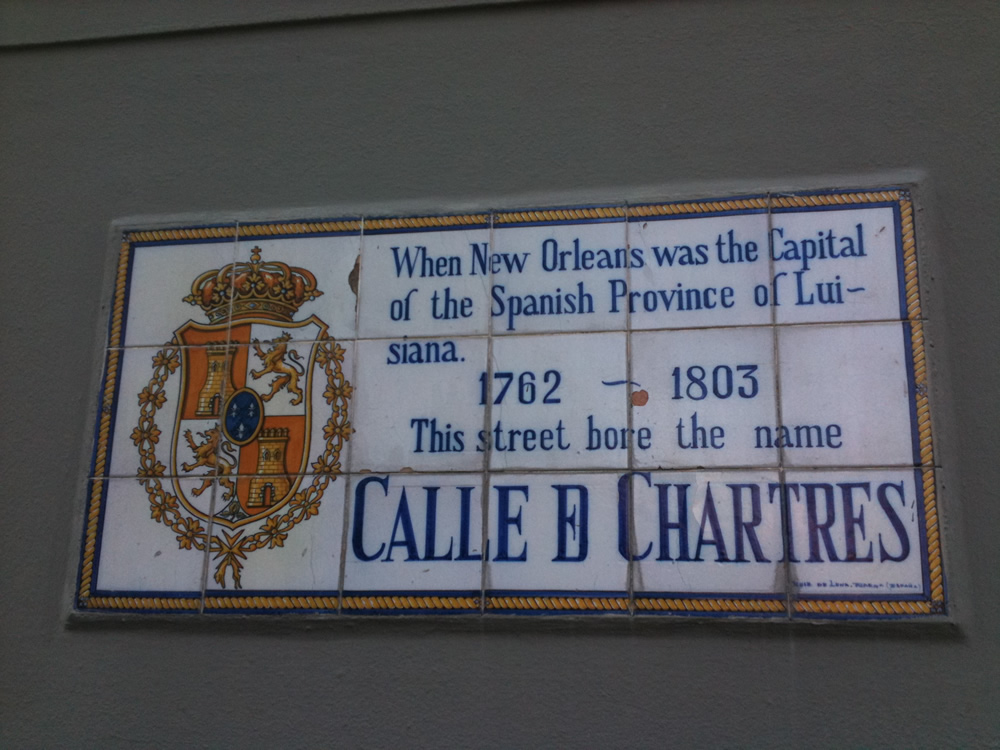 When New Orleans was the Capital
of the Spanish Province of Lui-
siana.
1762 - 1803
This street bore the name
CALLE D CHARTRES